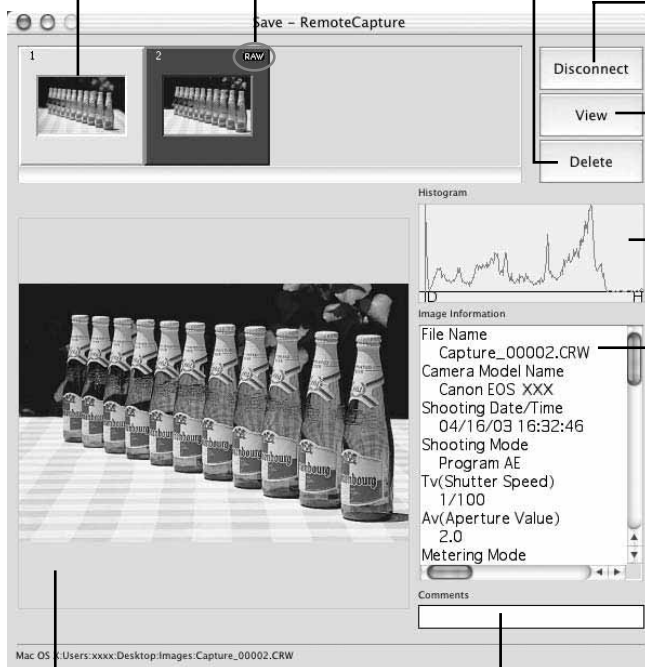 Save – RemoteCapture
1
2
RAW
Disconnect
View
Delete
Histogram
D
H
Image Information
File Name
Capture_00002.CRW
Camera Model Name
Canon EOS XXX
Shooting Date/Time
04/16/03 16:32:46
Shooting Mode
Program AE
Tv(Shutter Speed)
1/100
Av(Aperture Value)
2.0
Metering Mode
Comments
Mac OS X:Users:xxxx:Desktop:Images:Capture_00002.CRW